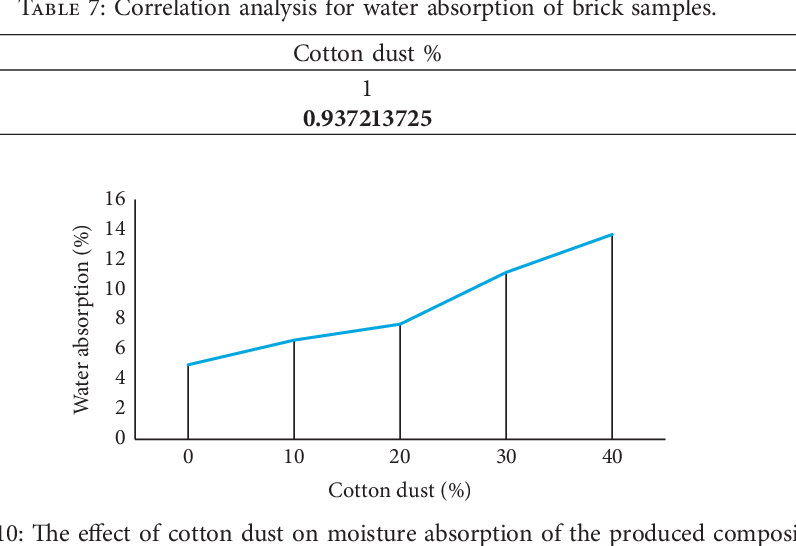 TABLE 7: Correlation analysis for water absorption of brick samples.
Cotton dust %
1
0.937213725
16
14
12
10
8
6
4
2
0
Water absorption (%)
0 10 20 30 40
Cotton dust (%)
10: The effect of cotton dust on moisture absorption of the produced composi